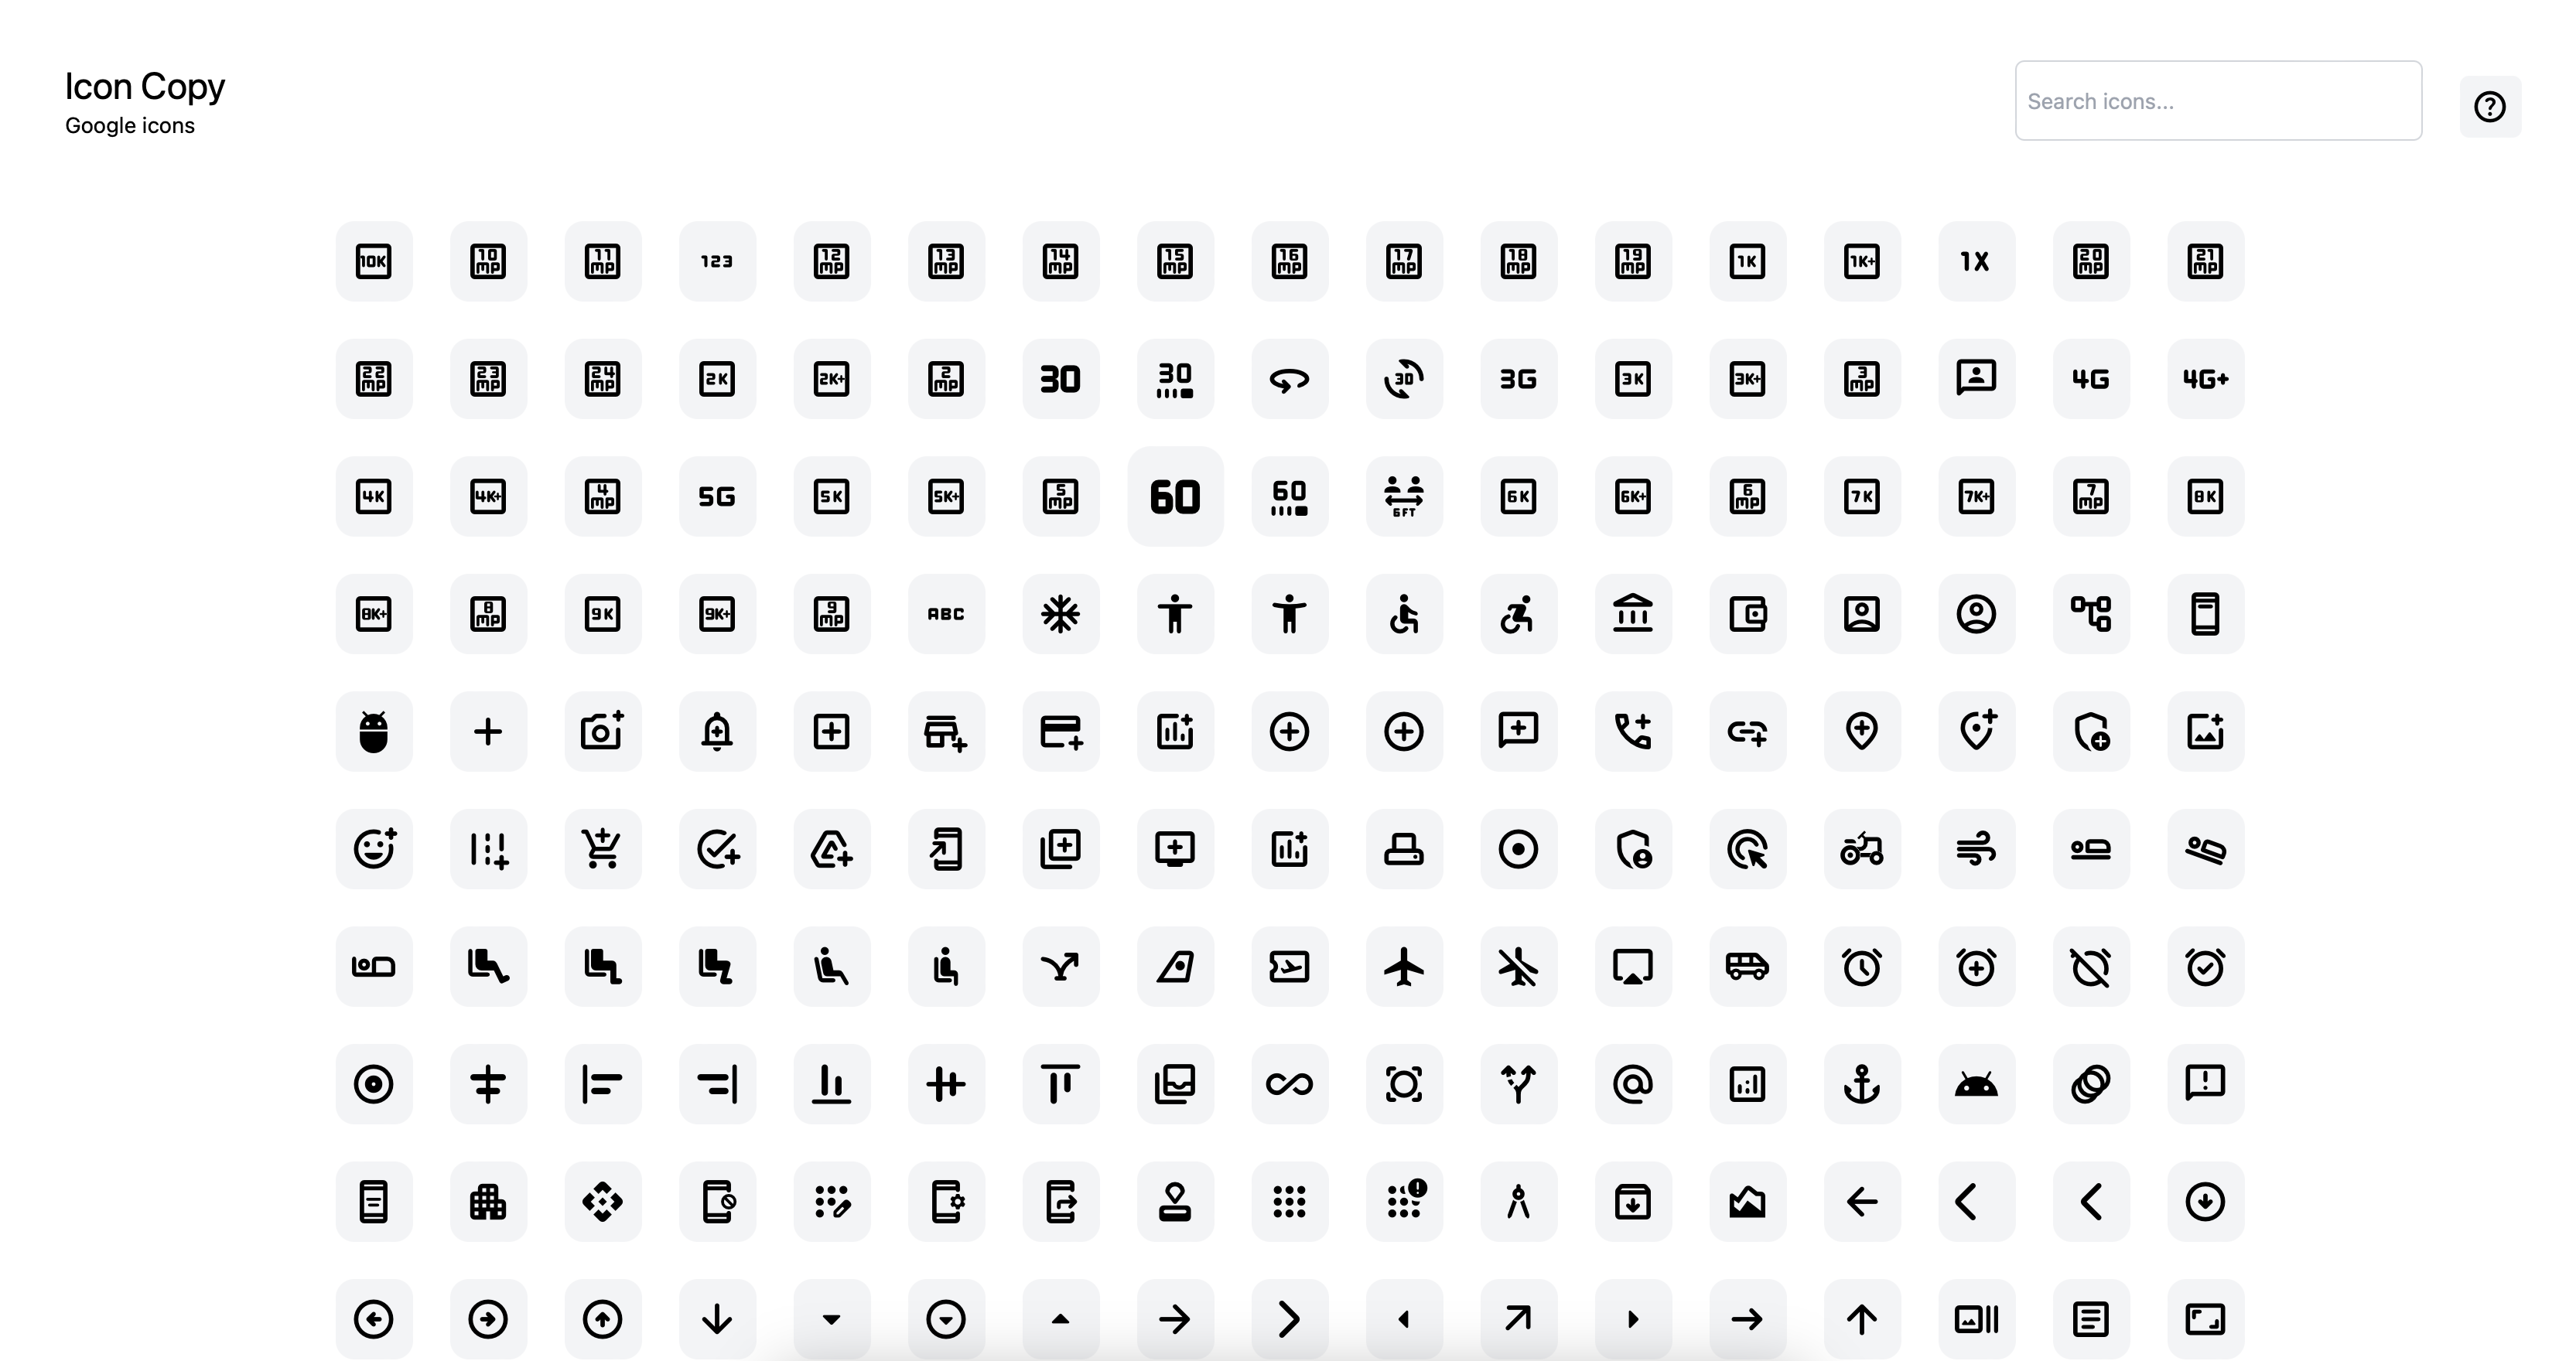 Icon Copy
Google icons
Search icons...
10K 10 MP 11 MP 123 12 MP 13 MP 14 MP 15 MP 16 MP 17 MP 18 MP 19 MP 1K 1K+ 1X 20 MP 21 MP
22 MP 23 MP 24 MP 2K 2K+ 2 MP 30 30 3D 3G 3K 3K+ 3 MP 4G 4G+
4K 4K+ 4 MP 5G 5K 5K+ 5 MP 60 60 6FT 6K 6K+ 6 MP 7K 7K+ 7 MP 8K
8K+ 8 MP 9K 9K+ 9 MP ABC